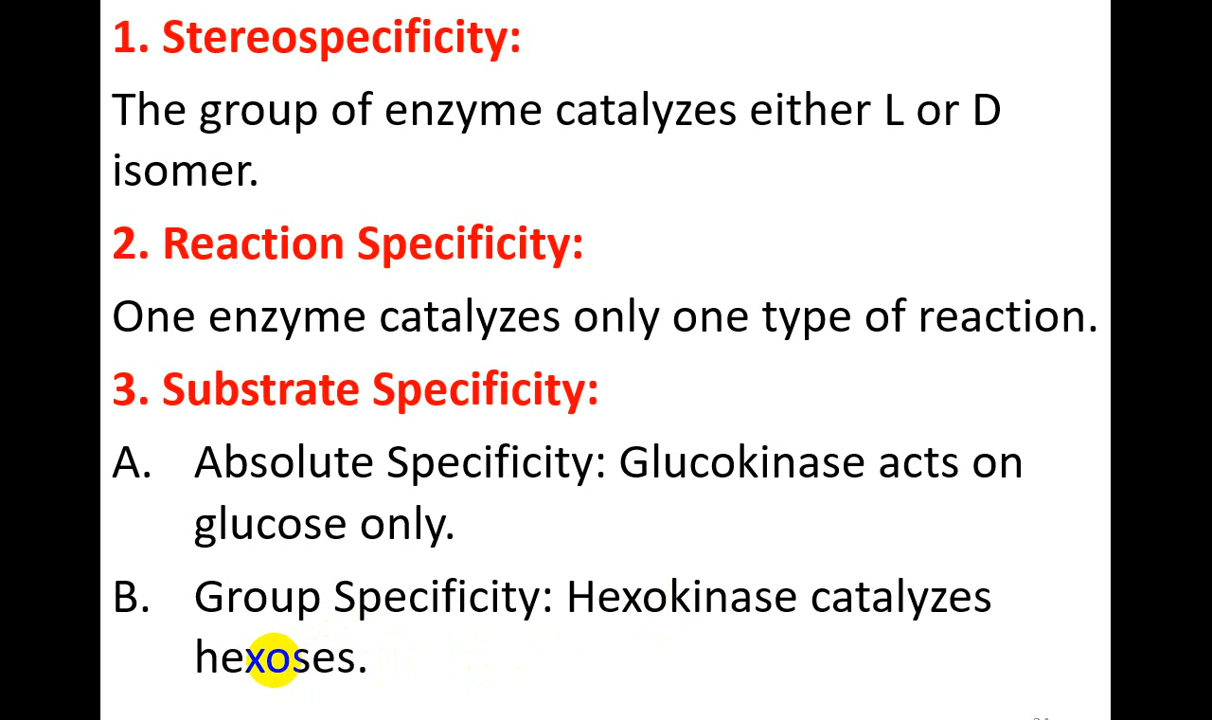 1. Stereospecificity:
The group of enzyme catalyzes either L or D
isomer.
2. Reaction Specificity:
One enzyme catalyzes only one type of reaction.
3. Substrate Specificity:
A. Absolute Specificity: Glucokinase acts on
glucose only.
B. Group Specificity: Hexokinase catalyzes
hexoses.